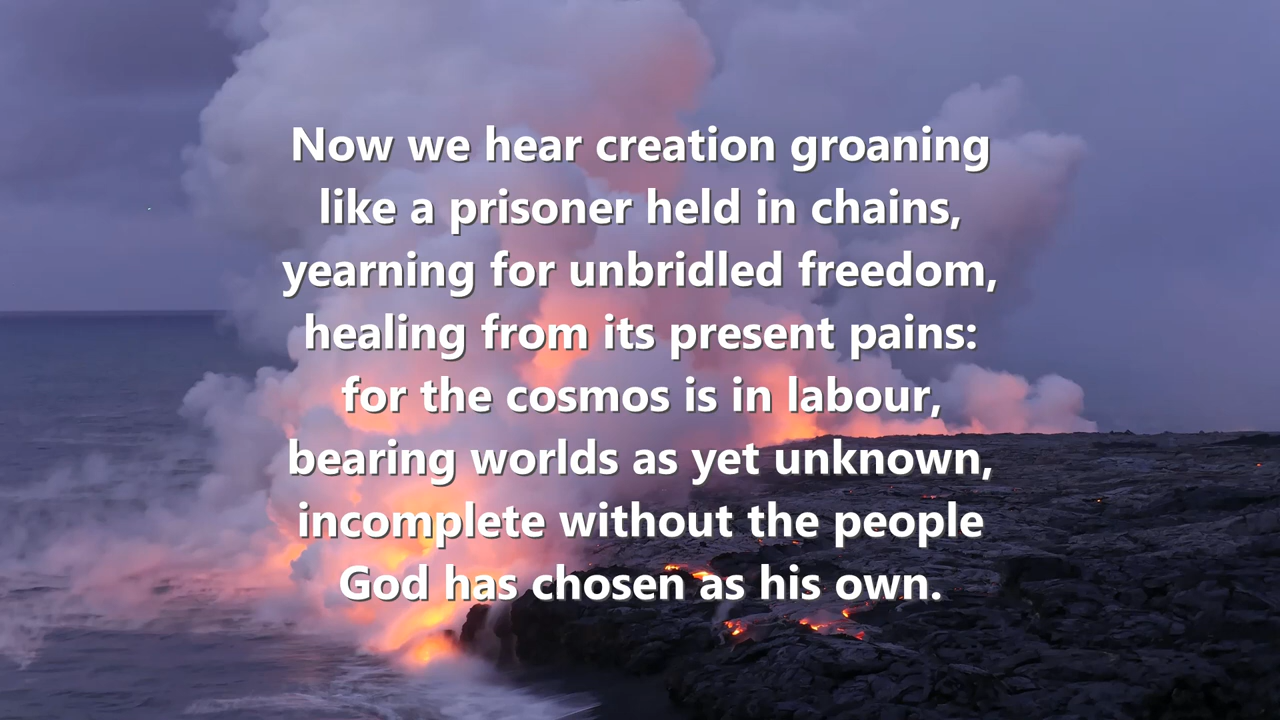 Now we hear creation groaning
like a prisoner held in chains,
yearning for unbridled freedom,
healing from its present pains:
for the cosmos is in labour,
bearing worlds as yet unknown,
incomplete without the people
God has chosen as his own.